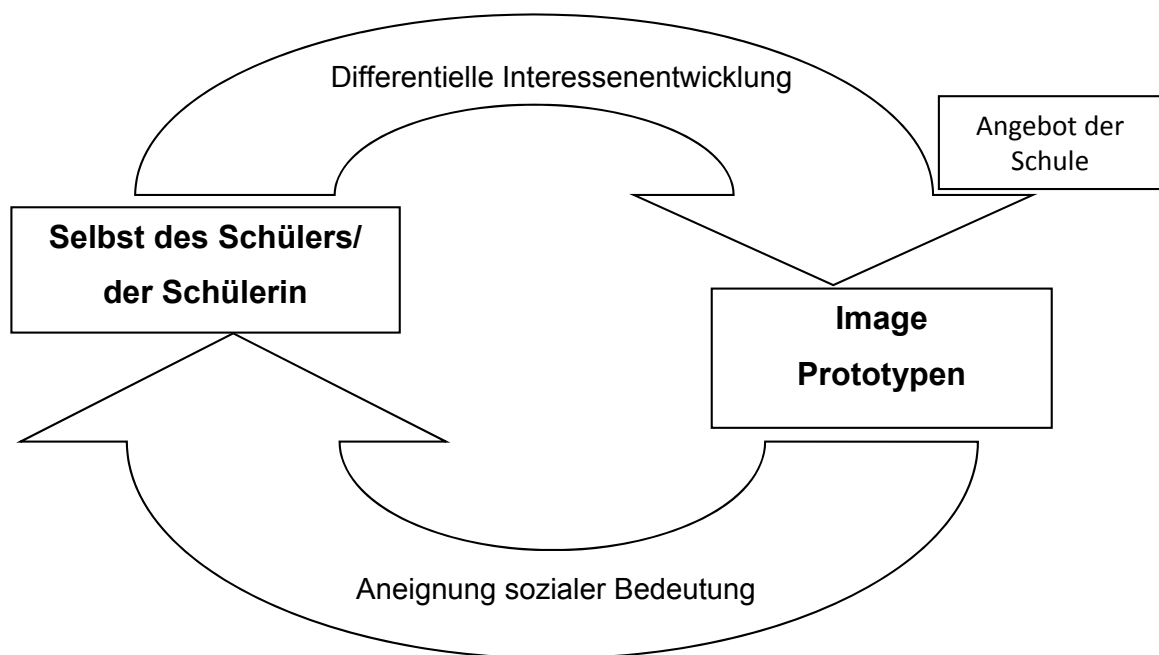 Differentielle Interessenentwicklung
Angebot der
Schule
Selbst des Schülers/
der Schülerin
Image
Prototypen
Aneignung sozialer Bedeutung